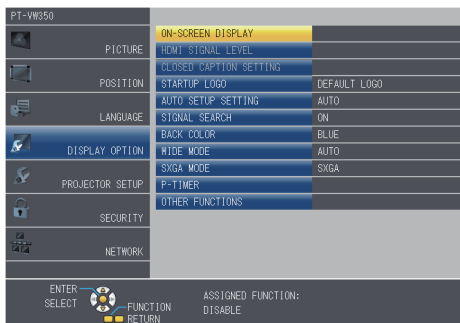 PT-VW350
PICTURE
POSITION
LANGUAGE
DISPLAY OPTION
PROJECTOR SETUP
SECURITY
NETWORK
ON-SCREEN DISPLAY
HDMI SIGNAL LEVEL
CLOSED CAPTION SETTING
STARTUP LOGO DEFAULT LOGO
AUTO SETUP SETTING AUTO
SIGNAL SEARCH ON
BACK COLOR BLUE
WIDE MODE AUTO
SXGA MODE SXGA
P-TIMER
OTHER FUNCTIONS
ENTER
SELECT
FUNCTION
RETURN
ASSIGNED FUNCTION:
DISABLE